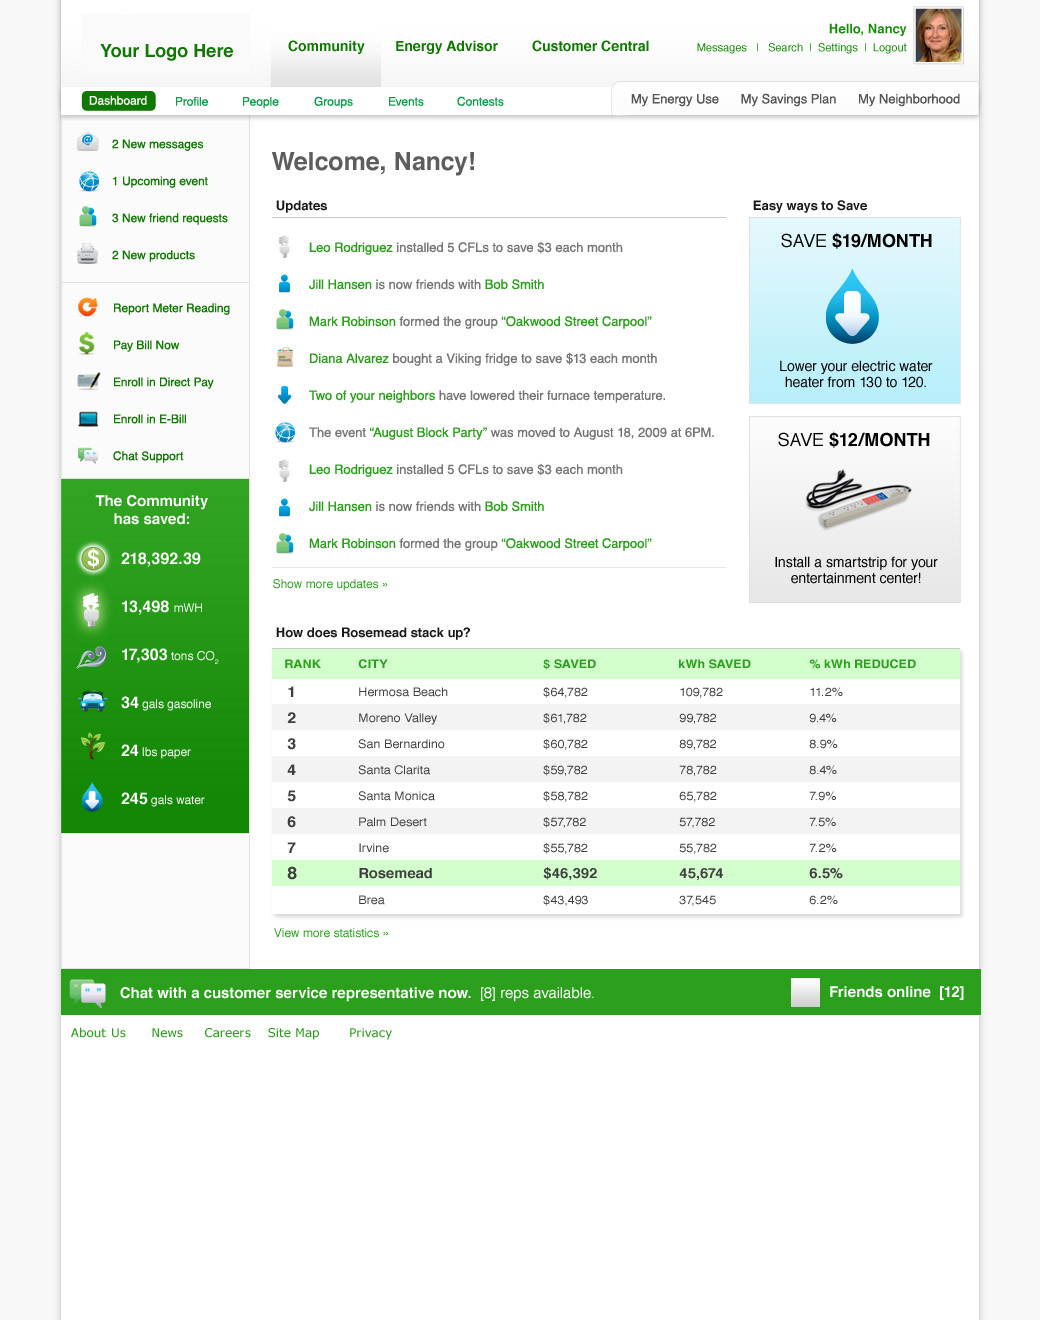 Your Logo Here
Community Energy Advisor Customer Central
Hello, Nancy
Messages | Search | Settings | Logout
Dashboard Profile People Groups Events Contests
My Energy Use My Savings Plan My Neighborhood
2 New messages
1 Upcoming event
3 New friend requests
2 New products
Report Meter Reading
Pay Bill Now
Enroll in Direct Pay
Enroll in E-Bill
Chat Support
The Community
has saved:
$ 218,392.39
13,498 mWH
17,303 tons CO2
34 gals gasoline
24 lbs paper
245 gals water
Welcome, Nancy!
Updates
Leo Rodriguez installed 5 CFLs to save $3 each month
Jill Hansen is now friends with Bob Smith
Mark Robinson formed the group “Oakwood Street Carpool”
Diana Alvarez bought a Viking fridge to save $13 each month
Two of your neighbors have lowered their furnace temperature.
The event “August Block Party” was moved to August 18, 2009 at 6PM.
Leo Rodriguez installed 5 CFLs to save $3 each month
Jill Hansen is now friends with Bob Smith
Mark Robinson formed the group “Oakwood Street Carpool”
Show more updates »
Easy ways to Save
SAVE $19/MONTH
Lower your electric water
heater from 130 to 120.
SAVE $12/MONTH
Install a smartstrip for your
entertainment center!
How does Rosemead stack up?
RANK CITY $ SAVED kWh SAVED % kWh REDUCED
1 Hermosa Beach $64,782 109,782 11.2%
2 Moreno Valley $61,782 99,782 9.4%
3 San Bernardino $60,782 89,782 8.9%
4 Santa Clarita $59,782 78,782 8.4%
5 Santa Monica $58,782 65,782 7.9%
6 Palm Desert $57,782 57,782 7.5%
7 Irvine $55,782 55,782 7.2%
8 Rosemead $46,392 45,674 6.5%
Brea $43,493 37,545 6.2%
View more statistics »
Chat with a customer service representative now. [8] reps available.
Friends online [12]
About Us News Careers Site Map Privacy